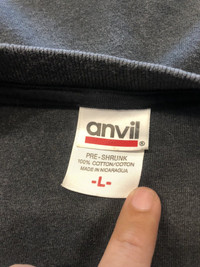 anvil
®
PRE-SHRUNK
100% COTTON/COTON
MADE IN NICARAGUA
-L-